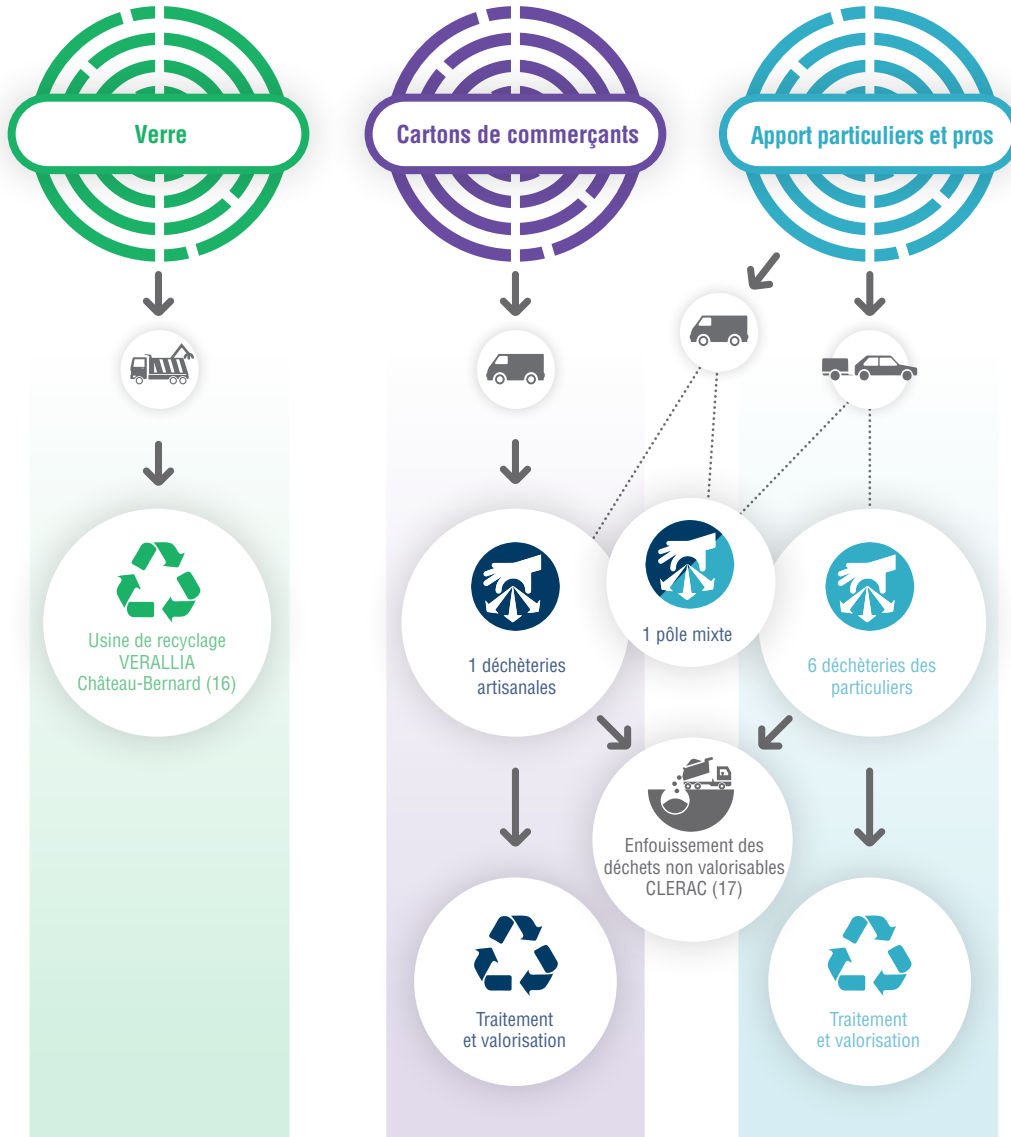 Verre
Cartons de commerçants
Apport particuliers et pros
Usine de recyclage
VERALLIA
Château-Bernard (16)
1 déchèteries
artisanales
1 pôle mixte
6 déchèteries des
particuliers
Enfouissement des
déchets non valorisables
CLERAC (17)
Traitement
et valorisation
Traitement
et valorisation